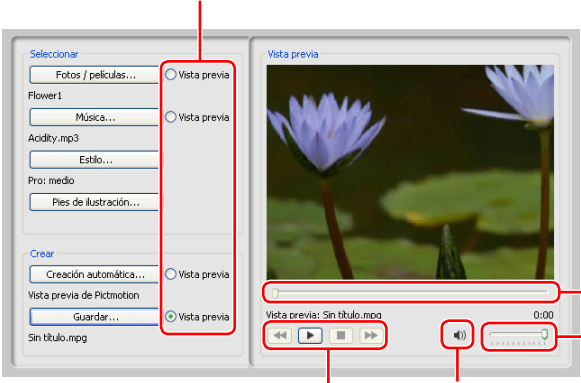 Seleccionar
Fotos / películas...
Vista previa
Flower1
Música...
Vista previa
Acidity.mp3
Estilo...
Pro: medio
Pies de ilustración...
Crear
Creación automática...
Vista previa
Vista previa de Pictmotion
Guardar...
Vista previa
Sin título.mpg
Vista previa
Vista previa: Sin título.mpg
0:00